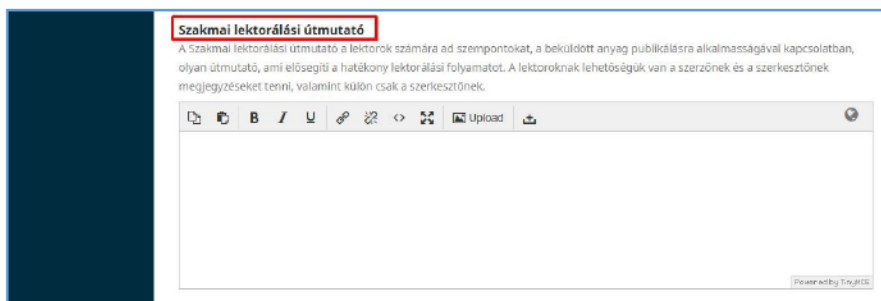 Szakmai lektorálási útmutató
A Szakmai lektorálási útmutató a lektorok számára ad szempontokat, a beküldött anyag publikálásra alkalmasságával kapcsolatban,
olyan útmutató, ami elősegíti a hatékony lektorálási folyamatot. A lektoroknak lehetőségük van a szerzőnek és a szerkesztőnek
megjegyzéseket tenni, valamint külön csak a szerkesztőnek.
B I U Upload
Powered by TinyMCE